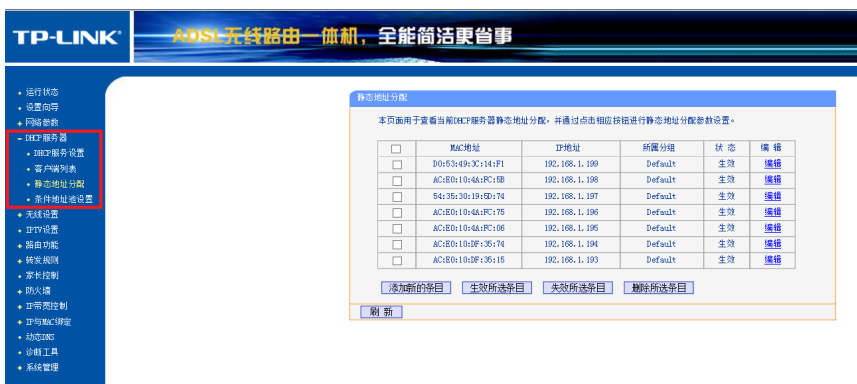 TP-LINK®
ADSL无线路由一体机，全能简洁更省事
运行状态
设置向导
网络参数
DHCP服务器
DHCP服务设置
客户端列表
静态地址分配
条件地址池设置
无线设置
IPTV设置
路由功能
转发规则
家长控制
防火墙
IP带宽控制
IP与MAC绑定
动态DNS
诊断工具
系统管理
静态地址分配
本页面用于查看当前DHCP服务器静态地址分配，并通过点击相应按钮进行静态地址分配参数设置。
MAC地址 IP地址 所属分组 状 态 编 辑
D0:53:49:3C:14:F1 192.168.1.199 Default 生效 编辑
AC:E0:10:4A:FC:5B 192.168.1.198 Default 生效 编辑
54:35:30:19:5D:74 192.168.1.197 Default 生效 编辑
AC:E0:10:4A:FC:75 192.168.1.196 Default 生效 编辑
AC:E0:10:4A:FC:06 192.168.1.195 Default 生效 编辑
AC:E0:10:DF:35:74 192.168.1.194 Default 生效 编辑
AC:E0:10:DF:35:15 192.168.1.193 Default 生效 编辑
添加新的条目 生效所选条目 失效所选条目 删除所选条目
刷 新